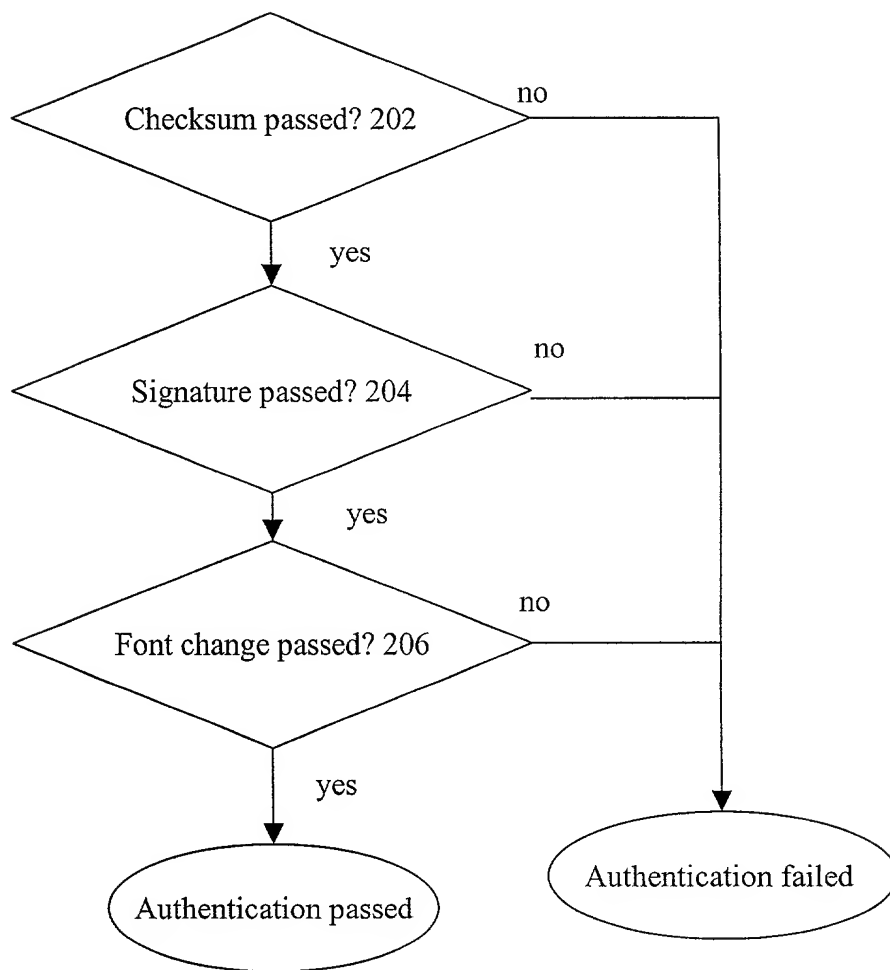 Checksum passed? 202
no
yes
Signature passed? 204
no
yes
Font change passed? 206
no
yes
Authentication passed
Authentication failed